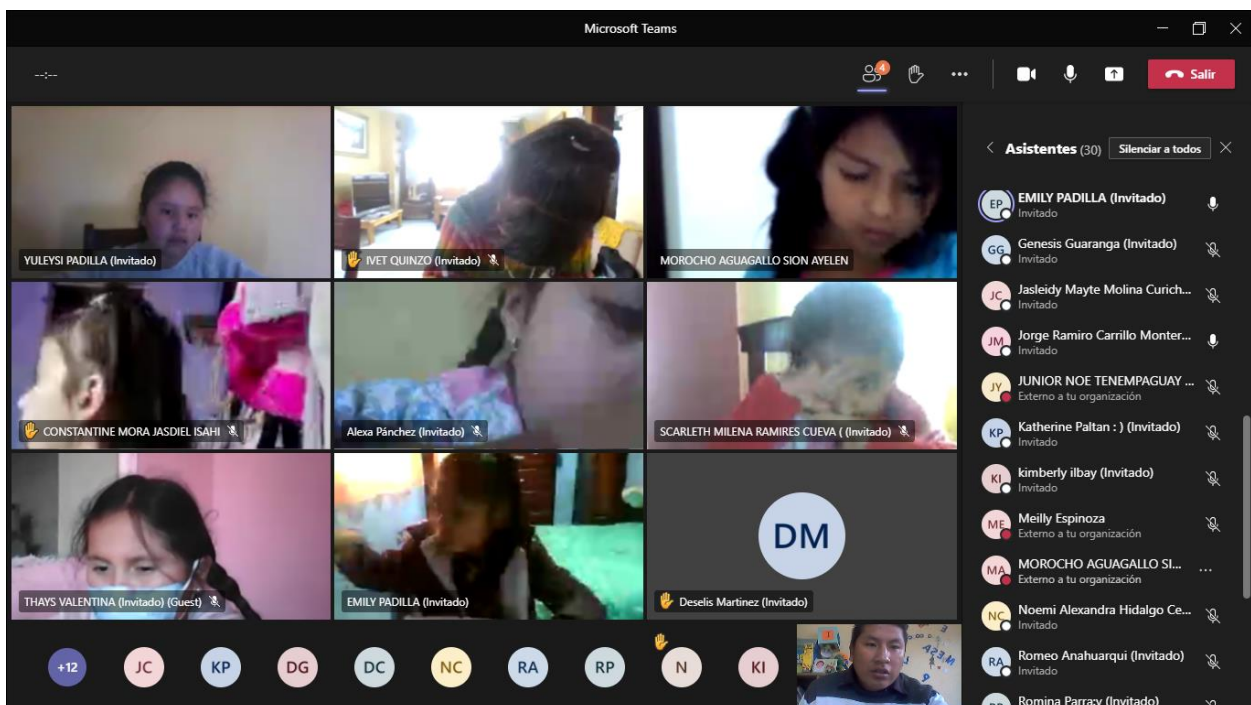 Microsoft Teams
--:--
4
Salir
YULEYSI PADILLA (Invitado)
IVET QUINZO (Invitado)
MOROCHO AGUAGALLO SION AYELEN
CONSTANTINE MORA JASDIEL ISAHI
Alexa Pánchez (Invitado)
SCARLETH MILENA RAMIRES CUEVA ( (Invitado)
THAYS VALENTINA (Invitado) (Guest)
EMILY PADILLA (Invitado)
DM
Deselis Martinez (Invitado)
+12
JC
KP
DG
DC
NC
RA
RP
N
KI
Asistentes (30)
Silenciar a todos
EP
EMILY PADILLA (Invitado)
Invitado
GG
Genesis Guaranga (Invitado)
Invitado
JC
Jasleidy Mayte Molina Curich...
Invitado
JM
Jorge Ramiro Carrillo Monter...
Invitado
JY
JUNIOR NOE TENEMPAGUAY ...
Externo a tu organización
KP
Katherine Paltan : ) (Invitado)
Invitado
KI
kimberly ilbay (Invitado)
Invitado
ME
Meilly Espinoza
Externo a tu organización
MA
MOROCHO AGUAGALLO SI...
Externo a tu organización
NC
Noemi Alexandra Hidalgo Ce...
Invitado
RA
Romeo Anahuarqui (Invitado)
Invitado
Romina Parra:v (Invitado)